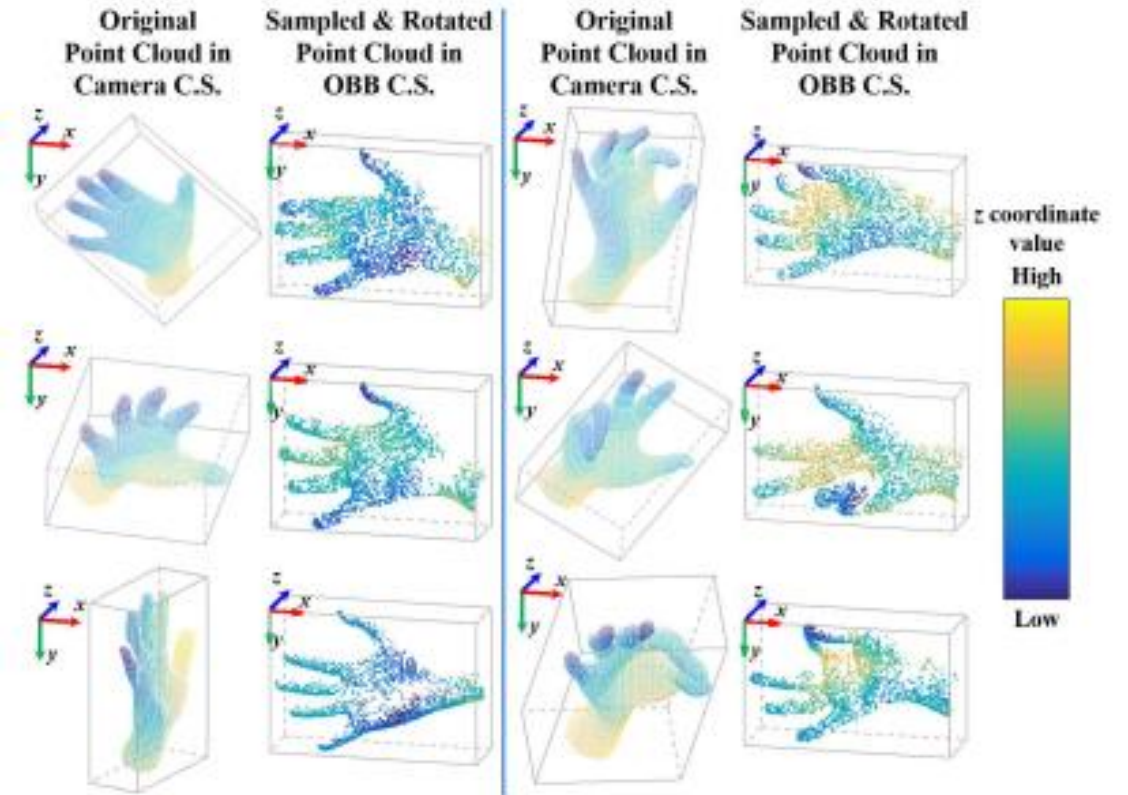 Original
Point Cloud in
Camera C.S.
Sampled & Rotated
Point Cloud in
OBB C.S.
Original
Point Cloud in
Camera C.S.
Sampled & Rotated
Point Cloud in
OBB C.S.
z
x
y
z
x
y
z
x
y
z
x
y
z coordinate
value
High
Low
z
x
y
z
x
y
z
x
y
z
x
y
z
x
y
z
x
y
z
x
y
z
x
y